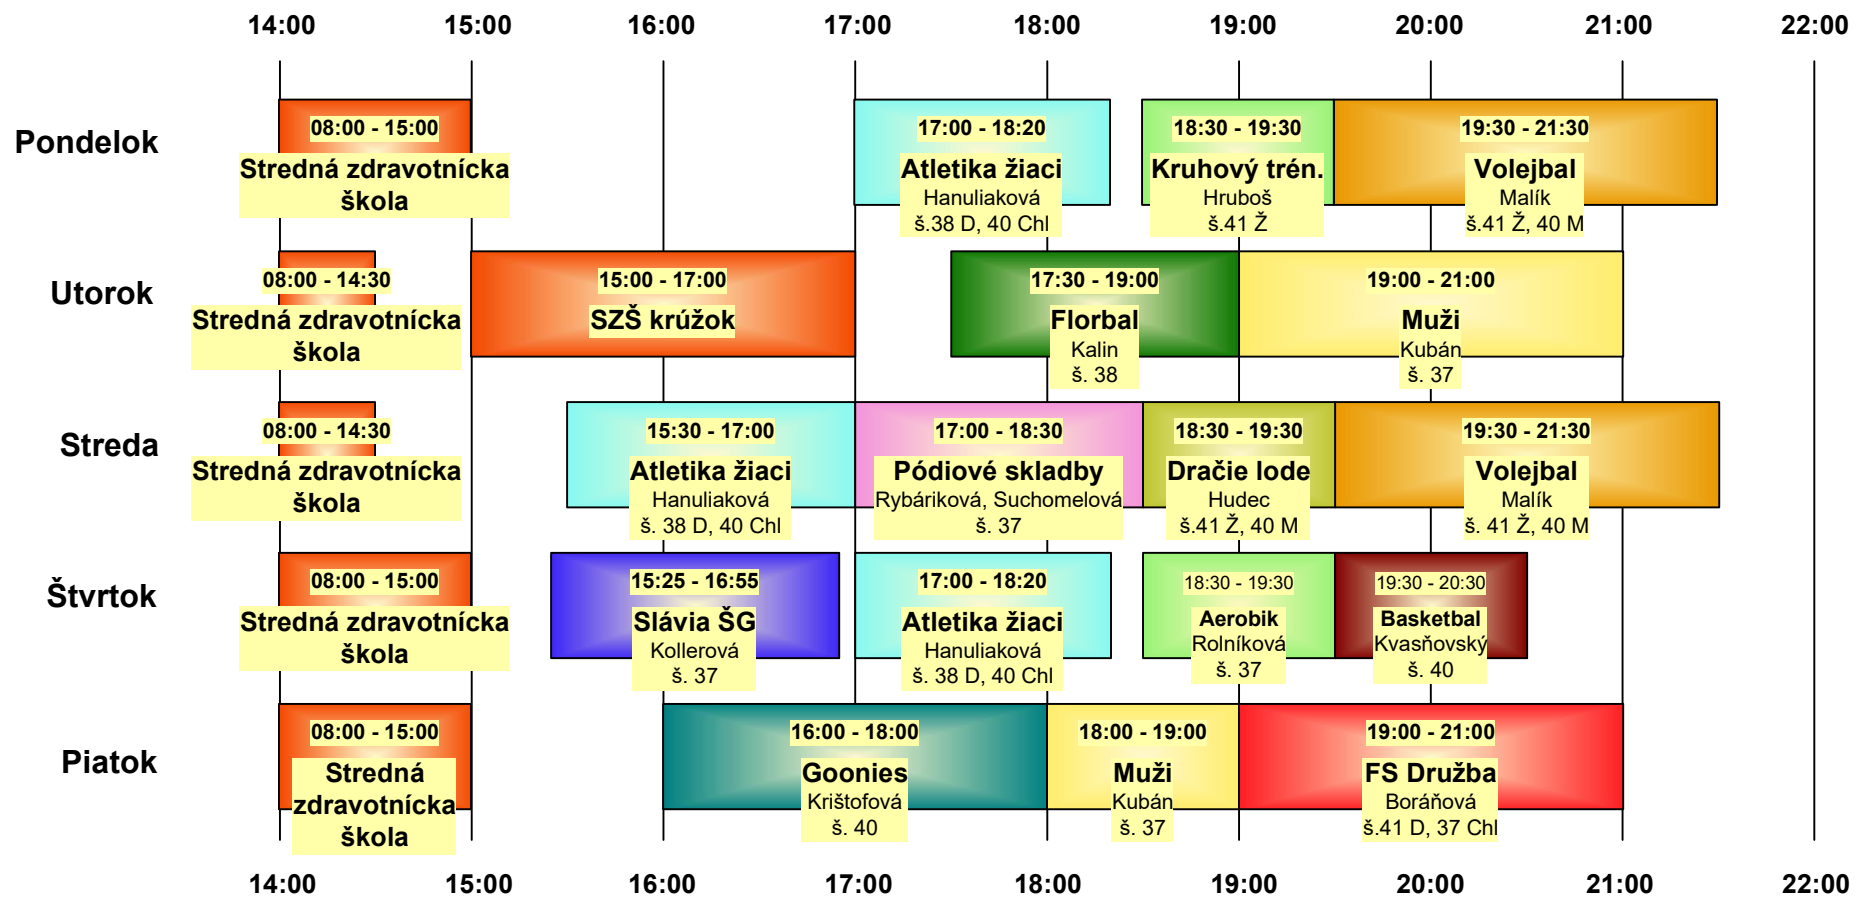 14:00 15:00 16:00 17:00 18:00 19:00 20:00 21:00 22:00
Pondelok
08:00 - 15:00
Stredná zdravotnícka
škola
17:00 - 18:20
Atletika žiaci
Hanuliaková
š.38 D, 40 Chl
18:30 - 19:30
Kruhový trén.
Hruboš
š.41 Ž
19:30 - 21:30
Volejbal
Malík
š.41 Ž, 40 M
Utorok
08:00 - 14:30
Stredná zdravotnícka
škola
15:00 - 17:00
SZŠ krúžok
17:30 - 19:00
Florbal
Kalin
š. 38
19:00 - 21:00
Muži
Kubán
š. 37
Streda
08:00 - 14:30
Stredná zdravotnícka
škola
15:30 - 17:00
Atletika žiaci
Hanuliaková
š. 38 D, 40 Chl
17:00 - 18:30
Pódiové skladby
Rybáriková, Suchomelová
š. 37
18:30 - 19:30
Dračie lode
Hudec
š.41 Ž, 40 M
19:30 - 21:30
Volejbal
Malík
š. 41 Ž, 40 M
Štvrtok
08:00 - 15:00
Stredná zdravotnícka
škola
15:25 - 16:55
Slávia ŠG
Kollerová
š. 37
17:00 - 18:20
Atletika žiaci
Hanuliaková
š. 38 D, 40 Chl
18:30 - 19:30
Aerobik
Rolníková
š. 37
19:30 - 20:30
Basketbal
Kvasňovský
š. 40
Piatok
08:00 - 15:00
Stredná
zdravotnícka
škola
16:00 - 18:00
Goonies
Krištofová
š. 40
18:00 - 19:00
Muži
Kubán
š. 37
19:00 - 21:00
FS Družba
Boráňová
š.41 D, 37 Chl
14:00 15:00 16:00 17:00 18:00 19:00 20:00 21:00 22:00